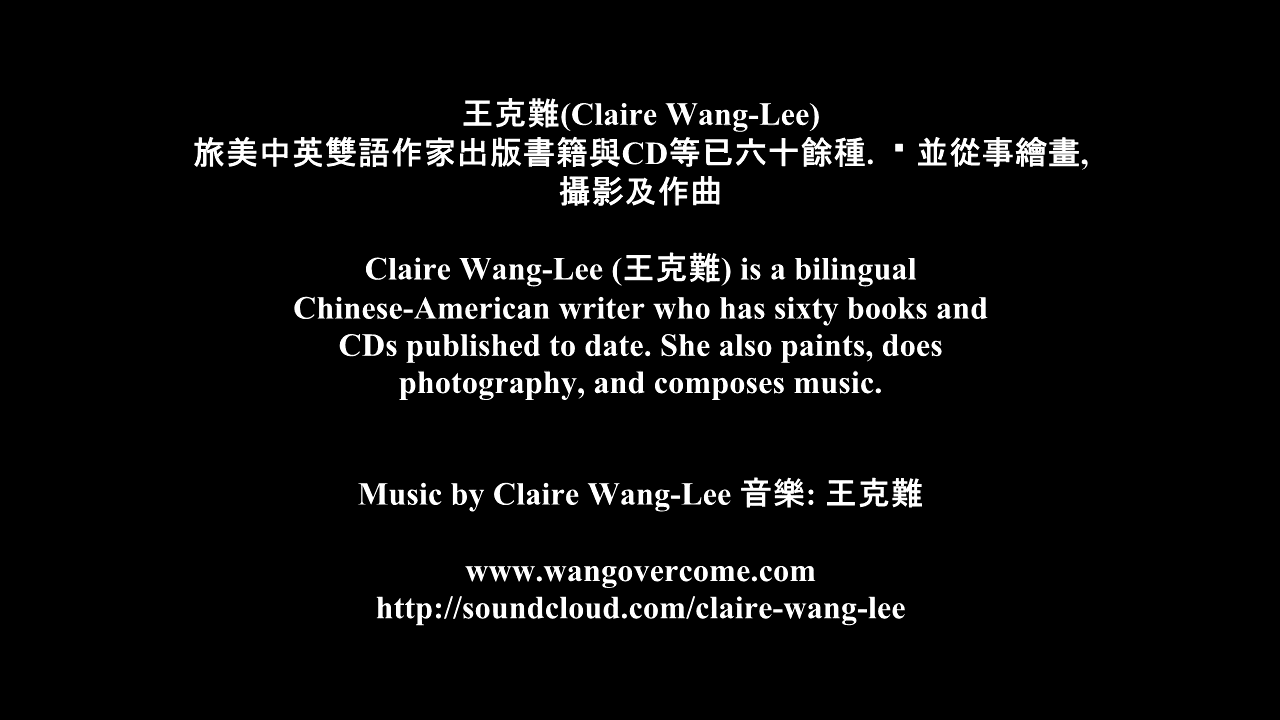 王克難(Claire Wang-Lee)
旅美中英雙語作家出版書籍與CD等已六十餘種. ▪ 並從事繪畫,
攝影及作曲
Claire Wang-Lee (王克難) is a bilingual
Chinese-American writer who has sixty books and
CDs published to date. She also paints, does
photography, and composes music.
Music by Claire Wang-Lee 音樂: 王克難
www.wangovercome.com
http://soundcloud.com/claire-wang-lee